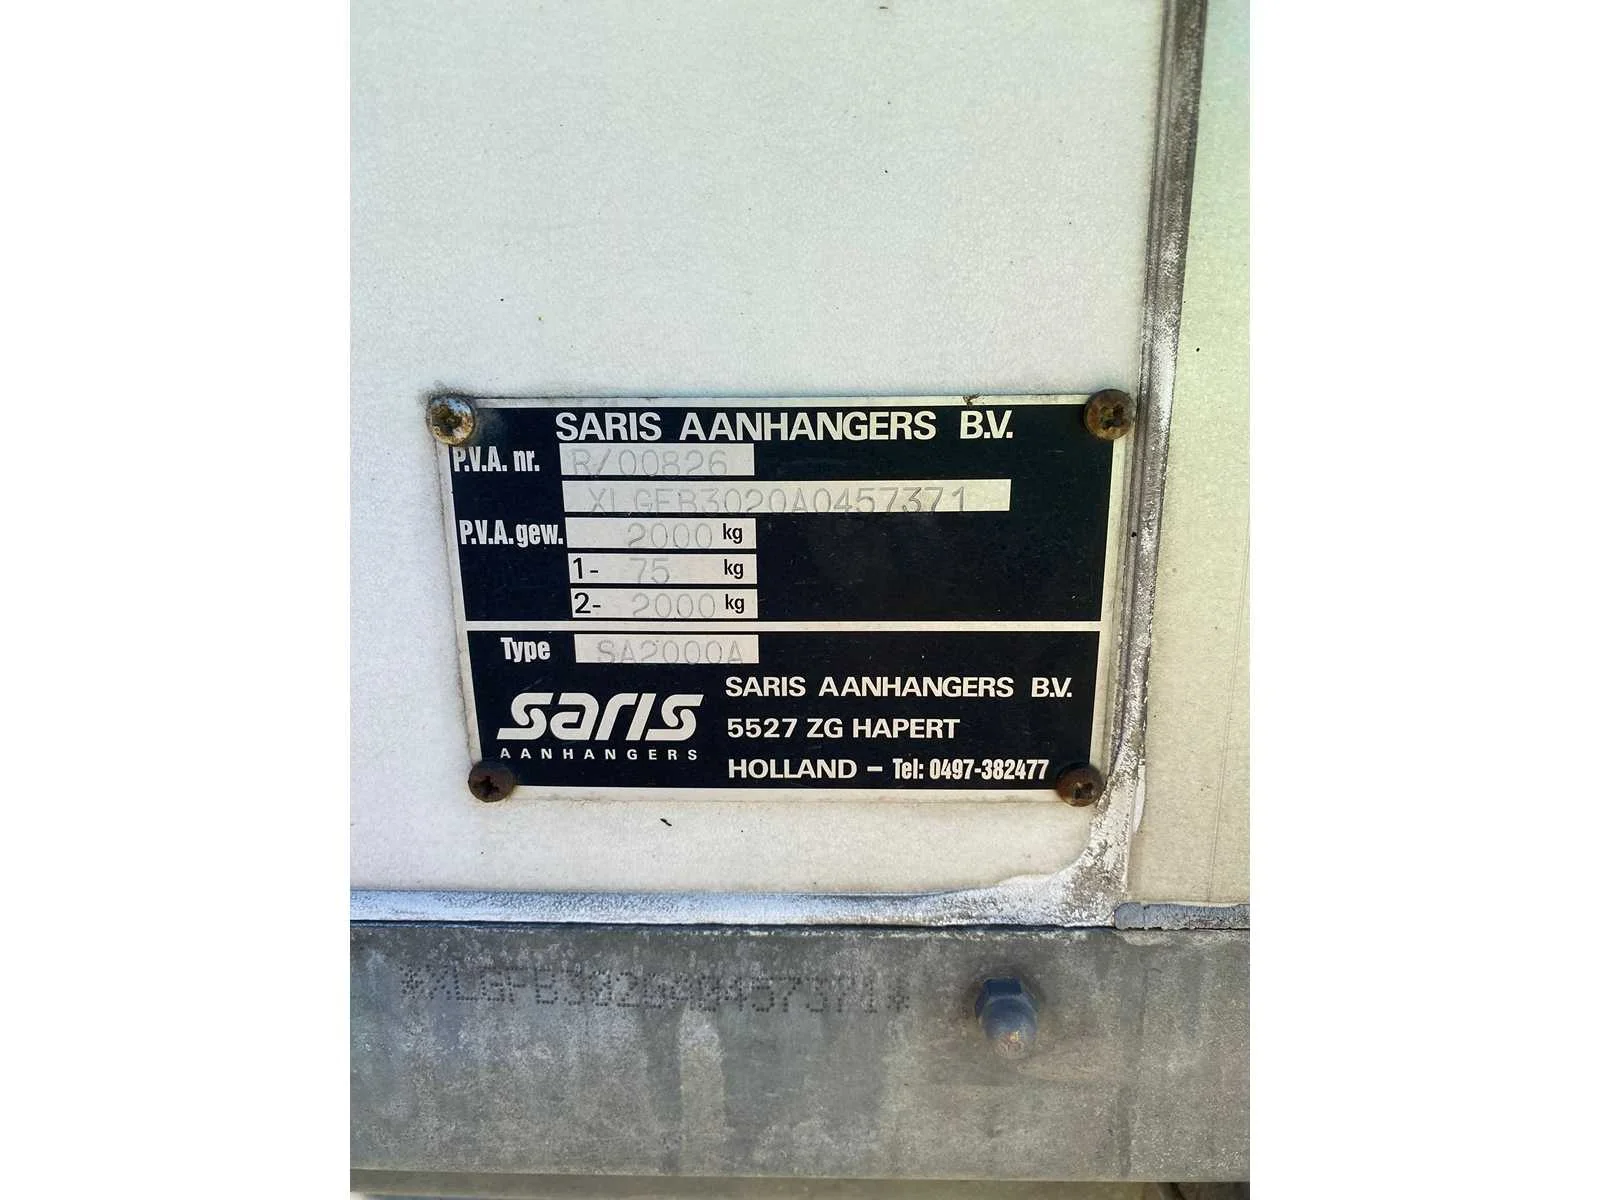 SARIS AANHANGERS B.V.
P.V.A. nr. R/00826
XLGFB3020A0457371
P.V.A. gew. 2000 kg
1- 75 kg
2- 2000 kg
Type SA2000A
saris
AANHANGERS
SARIS AANHANGERS B.V.
5527 ZG HAPERT
HOLLAND – Tel: 0497-382477
*XLGFB3020A0457371*